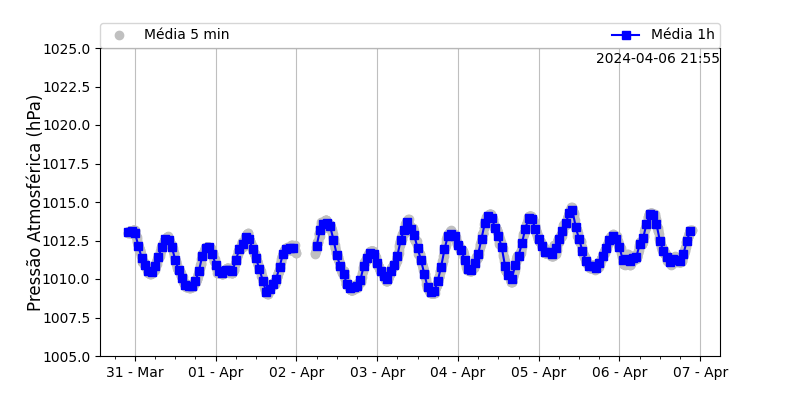 Média 5 min
Média 1h
2024-04-06 21:55
Pressão Atmosférica (hPa)
1025.0
1022.5
1020.0
1017.5
1015.0
1012.5
1010.0
1007.5
1005.0
31 - Mar
01 - Apr
02 - Apr
03 - Apr
04 - Apr
05 - Apr
06 - Apr
07 - Apr